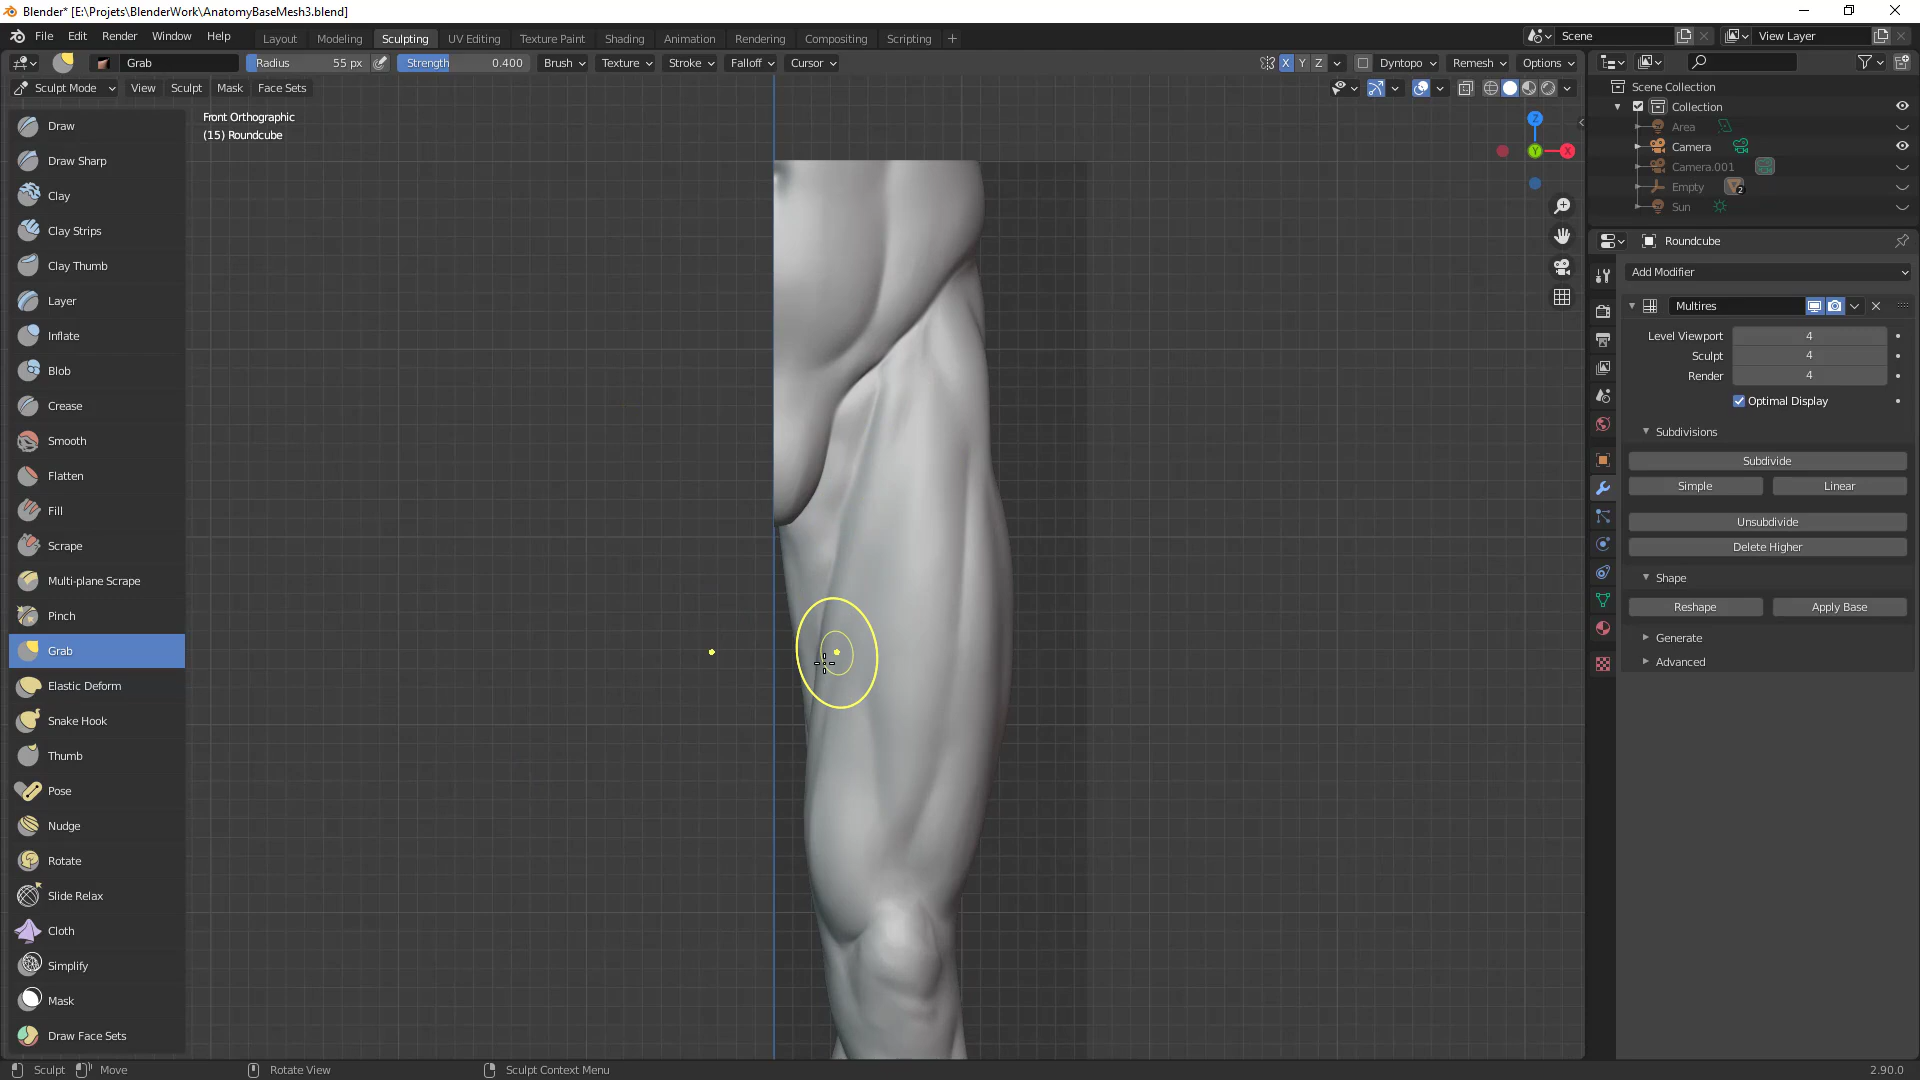 Blender* [E:\Projets\BlenderWork\AnatomyBaseMesh3.blend]
File Edit Render Window Help Layout Modeling Sculpting UV Editing Texture Paint Shading Animation Rendering Compositing Scripting + Scene View Layer
Grab Radius 55 px Strength 0.400 Brush Texture Stroke Falloff Cursor X Y Z Dyntopo Remesh Options
Sculpt Mode View Sculpt Mask Face Sets
Front Orthographic
(15) Roundcube
Draw
Draw Sharp
Clay
Clay Strips
Clay Thumb
Layer
Inflate
Blob
Crease
Smooth
Flatten
Fill
Scrape
Multi-plane Scrape
Pinch
Grab
Elastic Deform
Snake Hook
Thumb
Pose
Nudge
Rotate
Slide Relax
Cloth
Simplify
Mask
Draw Face Sets
Z
Y X
Scene Collection
Collection
Area
Camera
Camera.001
Empty 2
Sun
Roundcube
Add Modifier
Multires
Level Viewport 4
Sculpt 4
Render 4
Optimal Display
Subdivisions
Subdivide
Simple Linear
Unsubdivide
Delete Higher
Shape
Reshape Apply Base
Generate
Advanced
Sculpt Move Rotate View Sculpt Context Menu 2.90.0